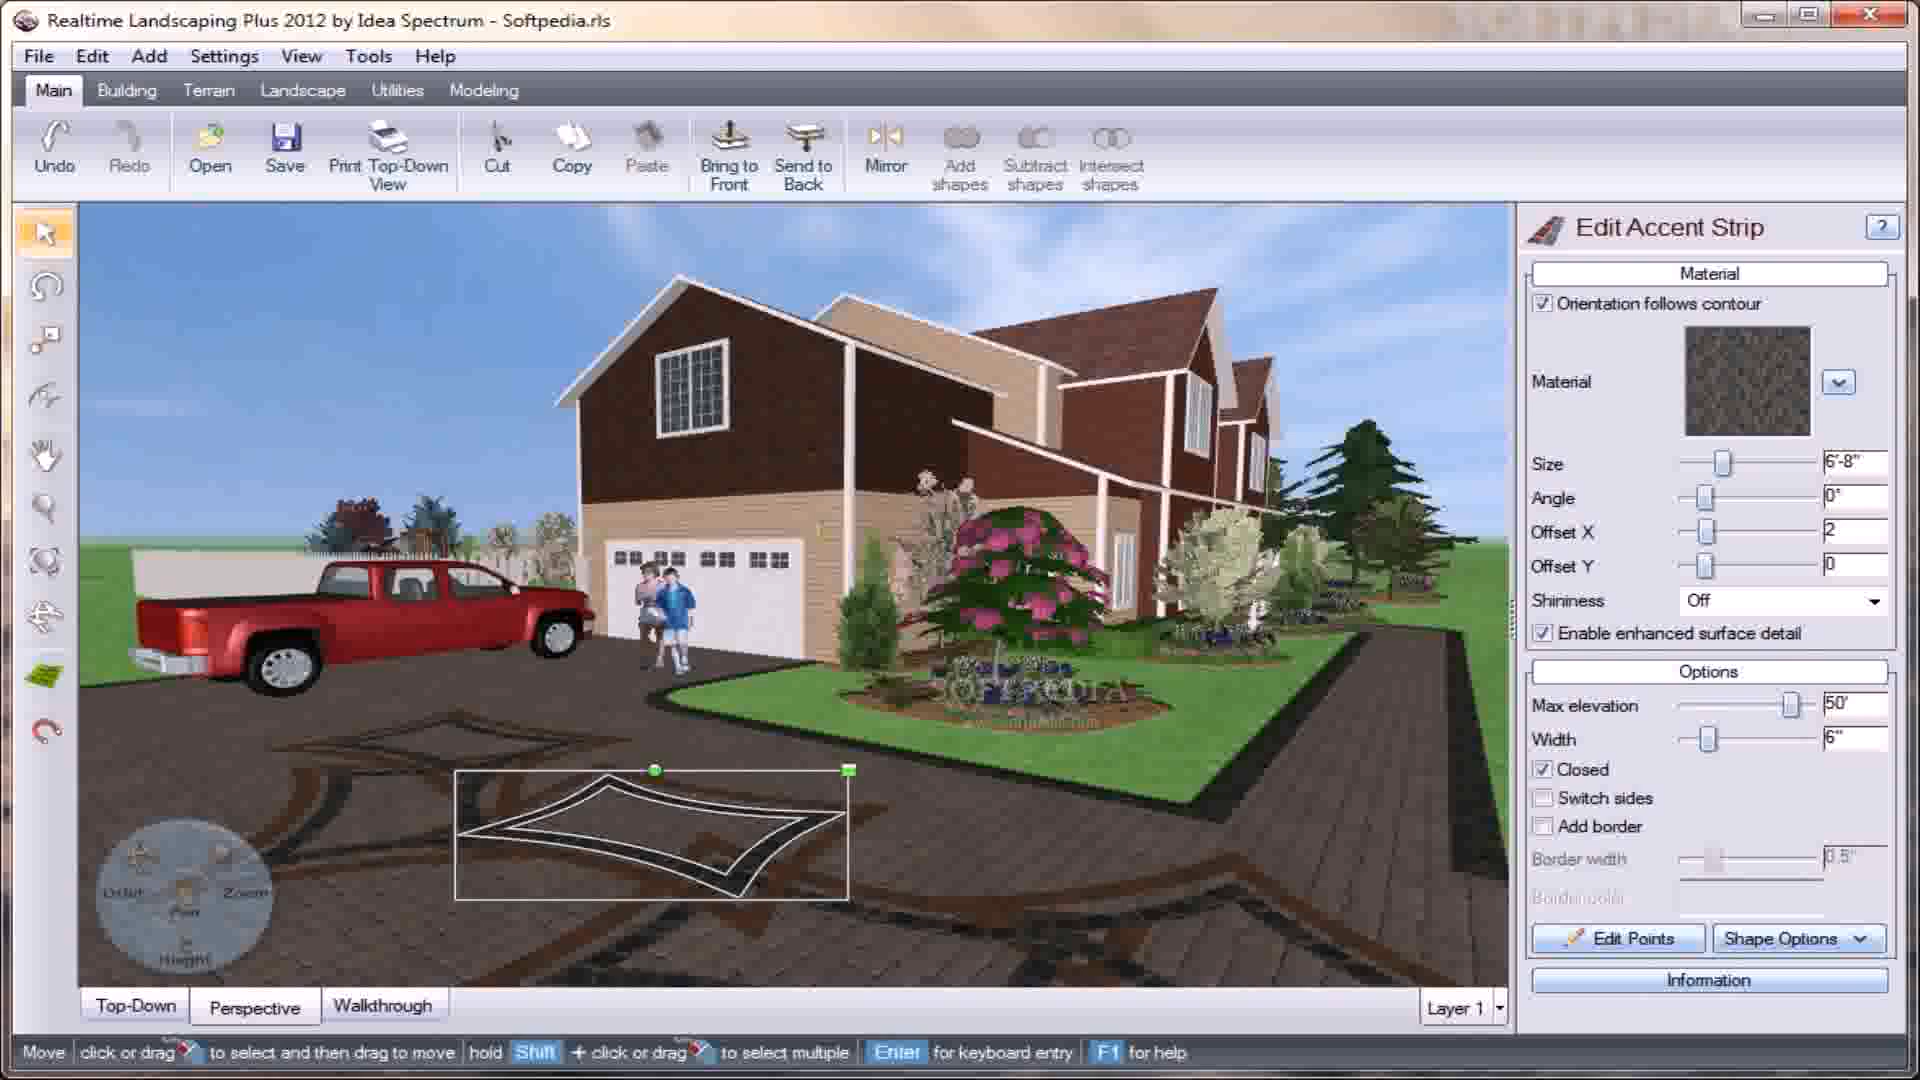 Realtime Landscaping Plus 2012 by Idea Spectrum - Softpedia.rls
File Edit Add Settings View Tools Help
Main Building Terrain Landscape Utilities Modeling
Undo Redo Open Save Print Top-Down View Cut Copy Paste Bring to Front Send to Back Mirror Add shapes Subtract shapes Intersect shapes
Edit Accent Strip ?
Material
Orientation follows contour
Material
Size 6'-8"
Angle 0°
Offset X 2
Offset Y 0
Shininess Off
Enable enhanced surface detail
Options
Max elevation 50'
Width 6"
Closed
Switch sides
Add border
Border width 0.5"
Border color
Edit Points Shape Options
Information
SOFTPEDIA
Orbit Zoom
Pan
Height
Top-Down Perspective Walkthrough Layer 1
Move click or drag to select and then drag to move hold Shift + click or drag to select multiple Enter for keyboard entry F1 for help